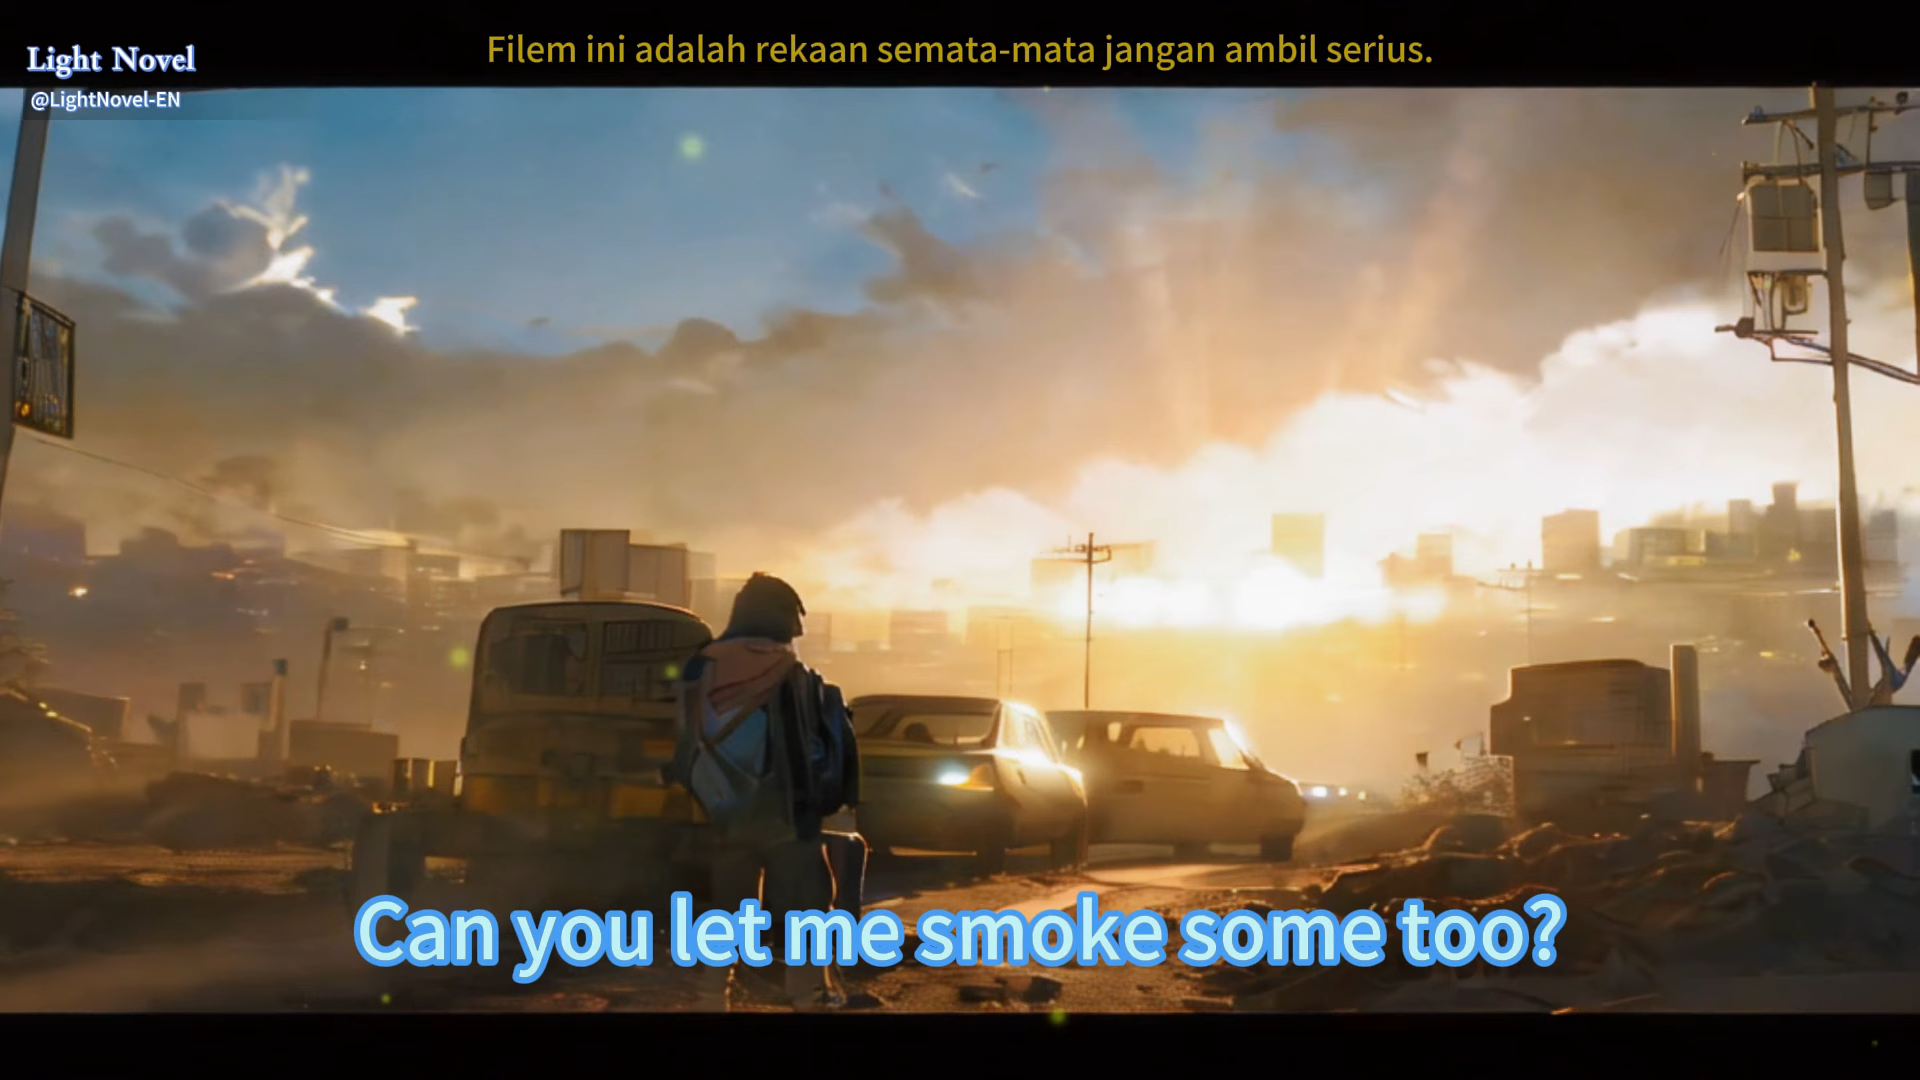 Filem ini adalah rekaan semata-mata jangan ambil serius.
Light Novel
@LightNovel-EN
Can you let me smoke some too?